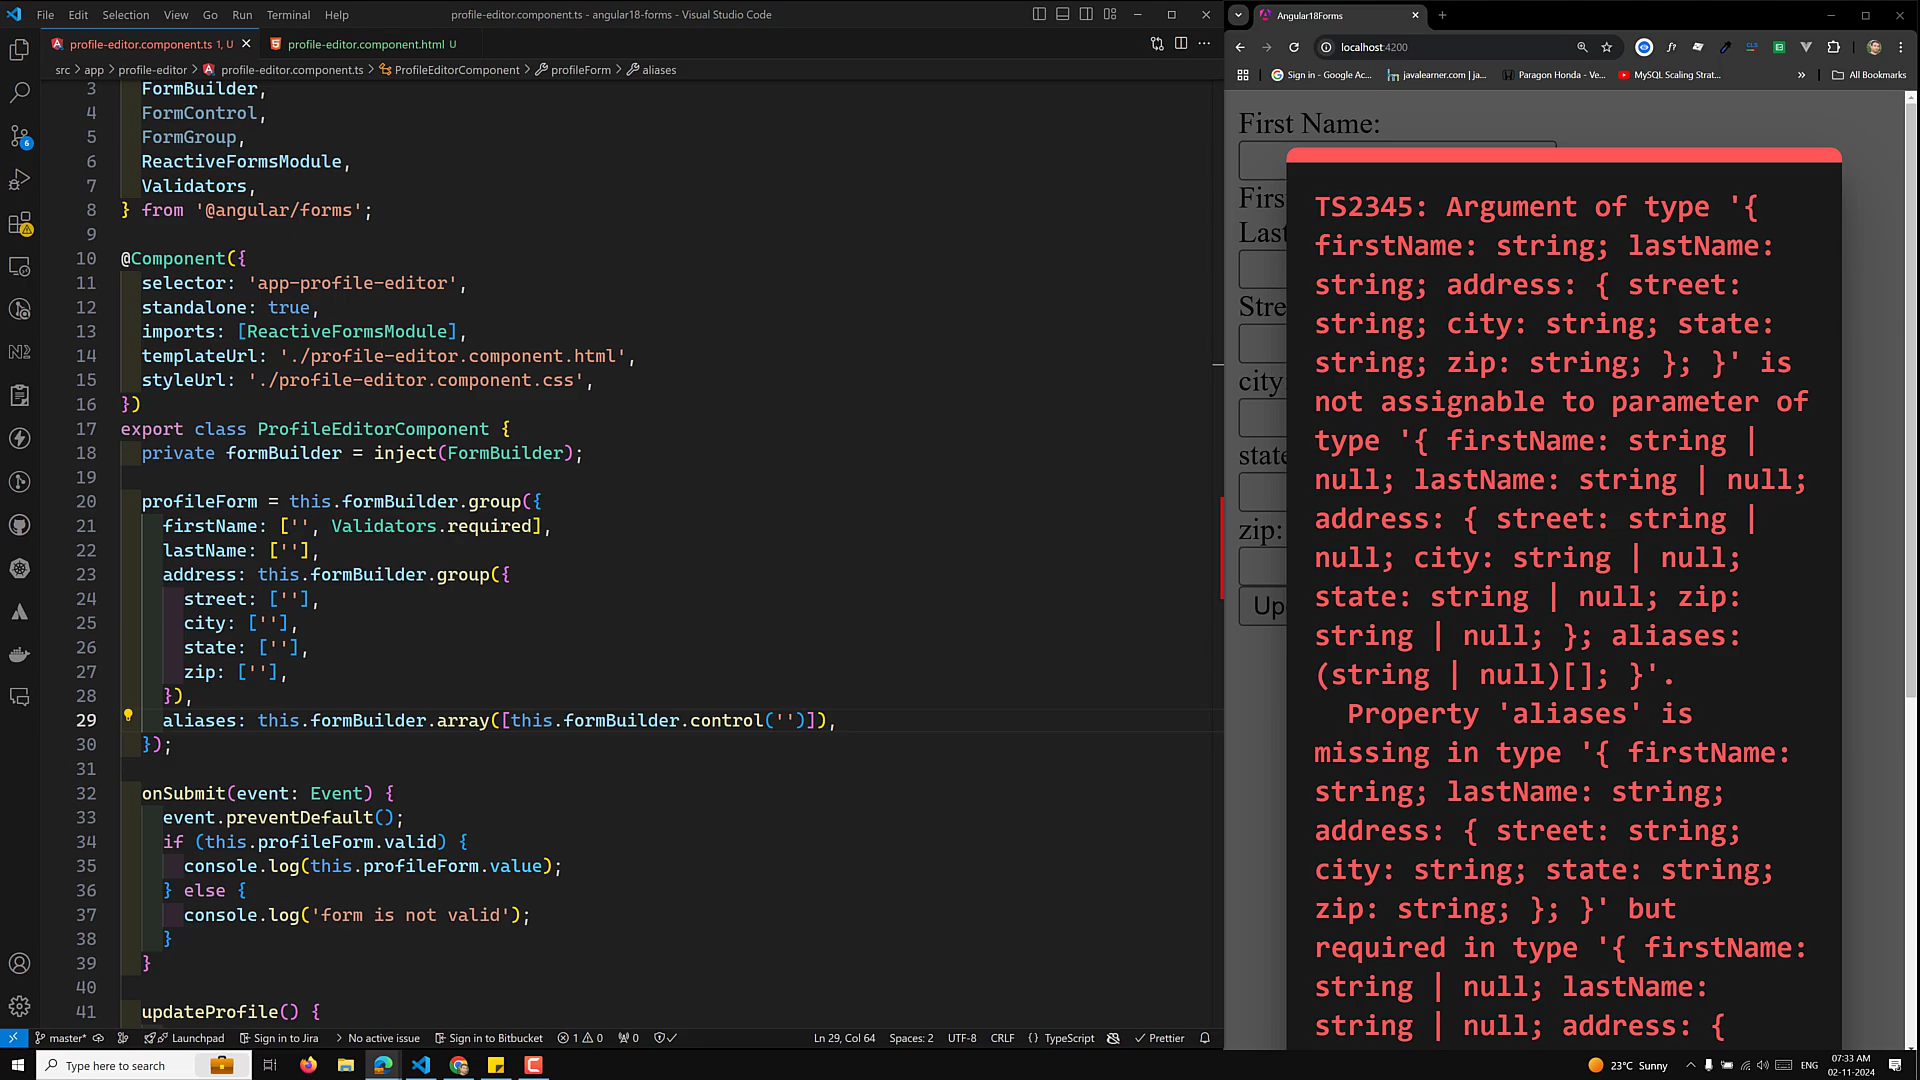 File Edit Selection View Go Run Terminal Help
profile-editor.component.ts - angular18-forms - Visual Studio Code
profile-editor.component.ts 1, U
profile-editor.component.html U
src > app > profile-editor > profile-editor.component.ts > ProfileEditorComponent > profileForm > aliases
3 FormBuilder,
4 FormControl,
5 FormGroup,
6 ReactiveFormsModule,
7 Validators,
8 } from '@angular/forms';
9
10 @Component({
11 selector: 'app-profile-editor',
12 standalone: true,
13 imports: [ReactiveFormsModule],
14 templateUrl: './profile-editor.component.html',
15 styleUrl: './profile-editor.component.css',
16 })
17 export class ProfileEditorComponent {
18 private formBuilder = inject(FormBuilder);
19
20 profileForm = this.formBuilder.group({
21 firstName: ['', Validators.required],
22 lastName: [''],
23 address: this.formBuilder.group({
24 street: [''],
25 city: [''],
26 state: [''],
27 zip: [''],
28 }),
29 aliases: this.formBuilder.array([this.formBuilder.control('')]),
30 });
31
32 onSubmit(event: Event) {
33 event.preventDefault();
34 if (this.profileForm.valid) {
35 console.log(this.profileForm.value);
36 } else {
37 console.log('form is not valid');
38 }
39 }
40
41 updateProfile() {
6
N2
master* Launchpad Sign in to Jira No active issue Sign in to Bitbucket 1 0 0
Ln 29, Col 64 Spaces: 2 UTF-8 CRLF {} TypeScript Prettier
Angular18Forms
localhost:4200
f?
CLS
Sign in - Google Ac...
javalearner.com | ja...
Paragon Honda - Ve...
MySQL Scaling Strat...
»
All Bookmarks
First Name:
Firs
Last
Stre
city
state
zip:
Up
TS2345: Argument of type '{
firstName: string; lastName:
string; address: { street:
string; city: string; state:
string; zip: string; }; }' is
not assignable to parameter of
type '{ firstName: string |
null; lastName: string | null;
address: { street: string |
null; city: string | null;
state: string | null; zip:
string | null; }; aliases:
(string | null)[]; }'.
Property 'aliases' is
missing in type '{ firstName:
string; lastName: string;
address: { street: string;
city: string; state: string;
zip: string; }; }' but
required in type '{ firstName:
string | null; lastName:
string | null; address: {
Type here to search
23°C Sunny
ENG
07:33 AM
02-11-2024